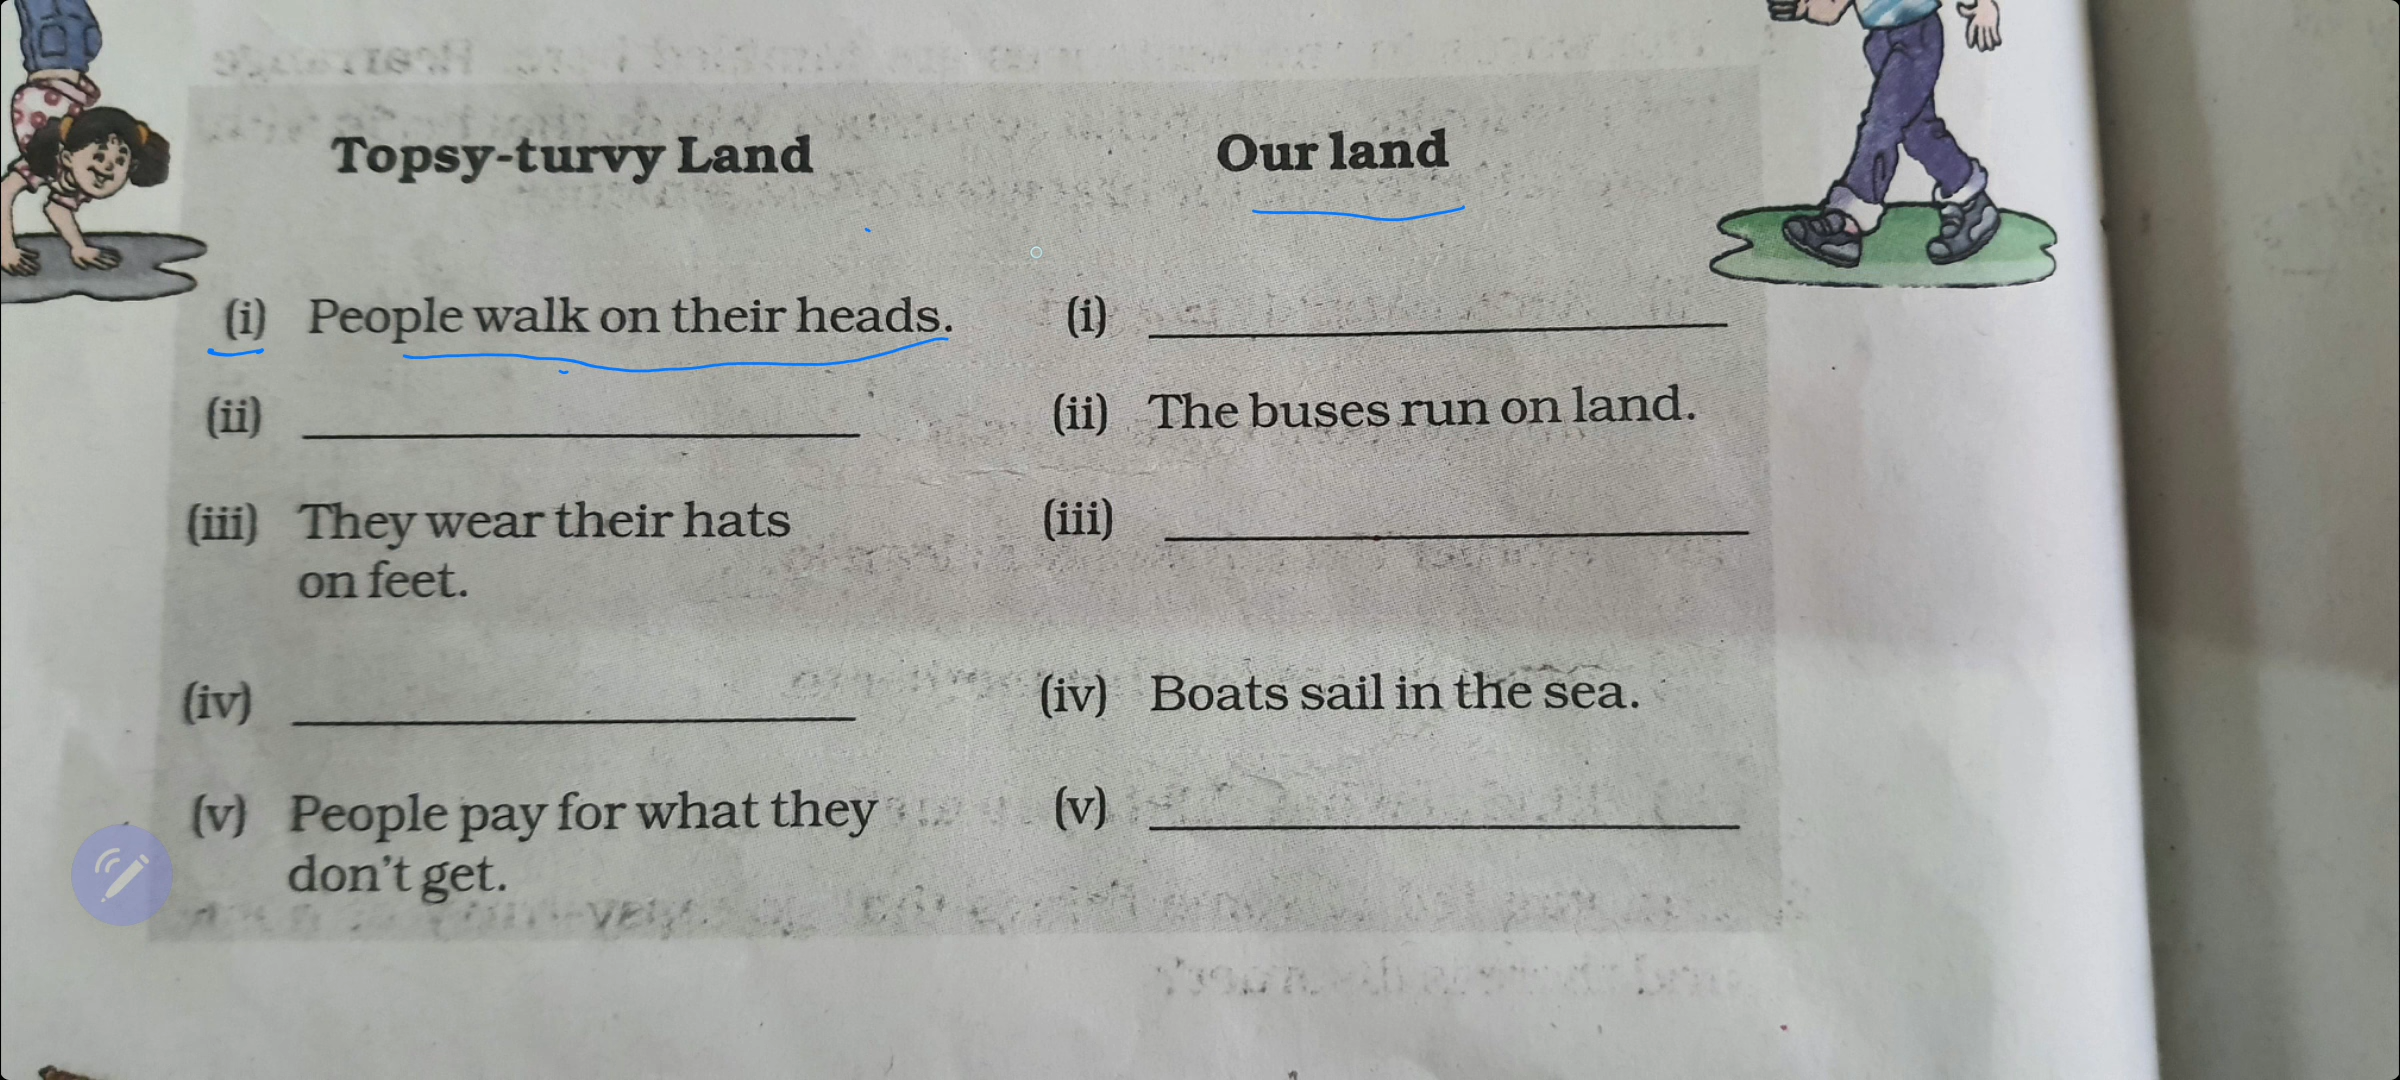 Topsy-turvy Land Our land
(i) People walk on their heads. (i)
(ii) (ii) The buses run on land.
(iii) They wear their hats (iii)
on feet.
(iv) (iv) Boats sail in the sea.
(v) People pay for what they (v)
don't get.